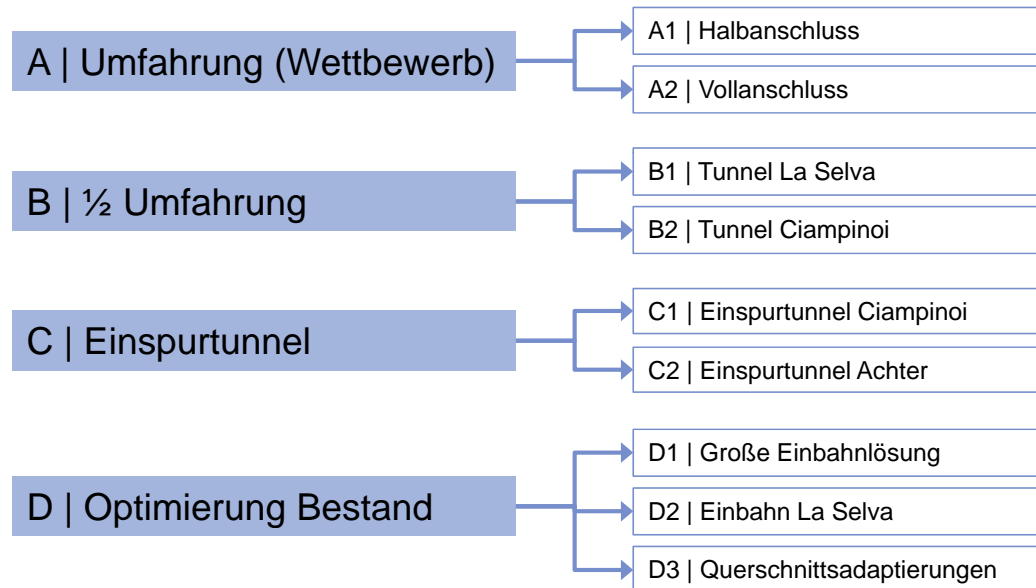 A | Umfahrung (Wettbewerb)
A1 | Halbanschluss
A2 | Vollanschluss
B | ½ Umfahrung
B1 | Tunnel La Selva
B2 | Tunnel Ciampinoi
C | Einspurtunnel
C1 | Einspurtunnel Ciampinoi
C2 | Einspurtunnel Achter
D | Optimierung Bestand
D1 | Große Einbahnlösung
D2 | Einbahn La Selva
D3 | Querschnittsadaptierungen